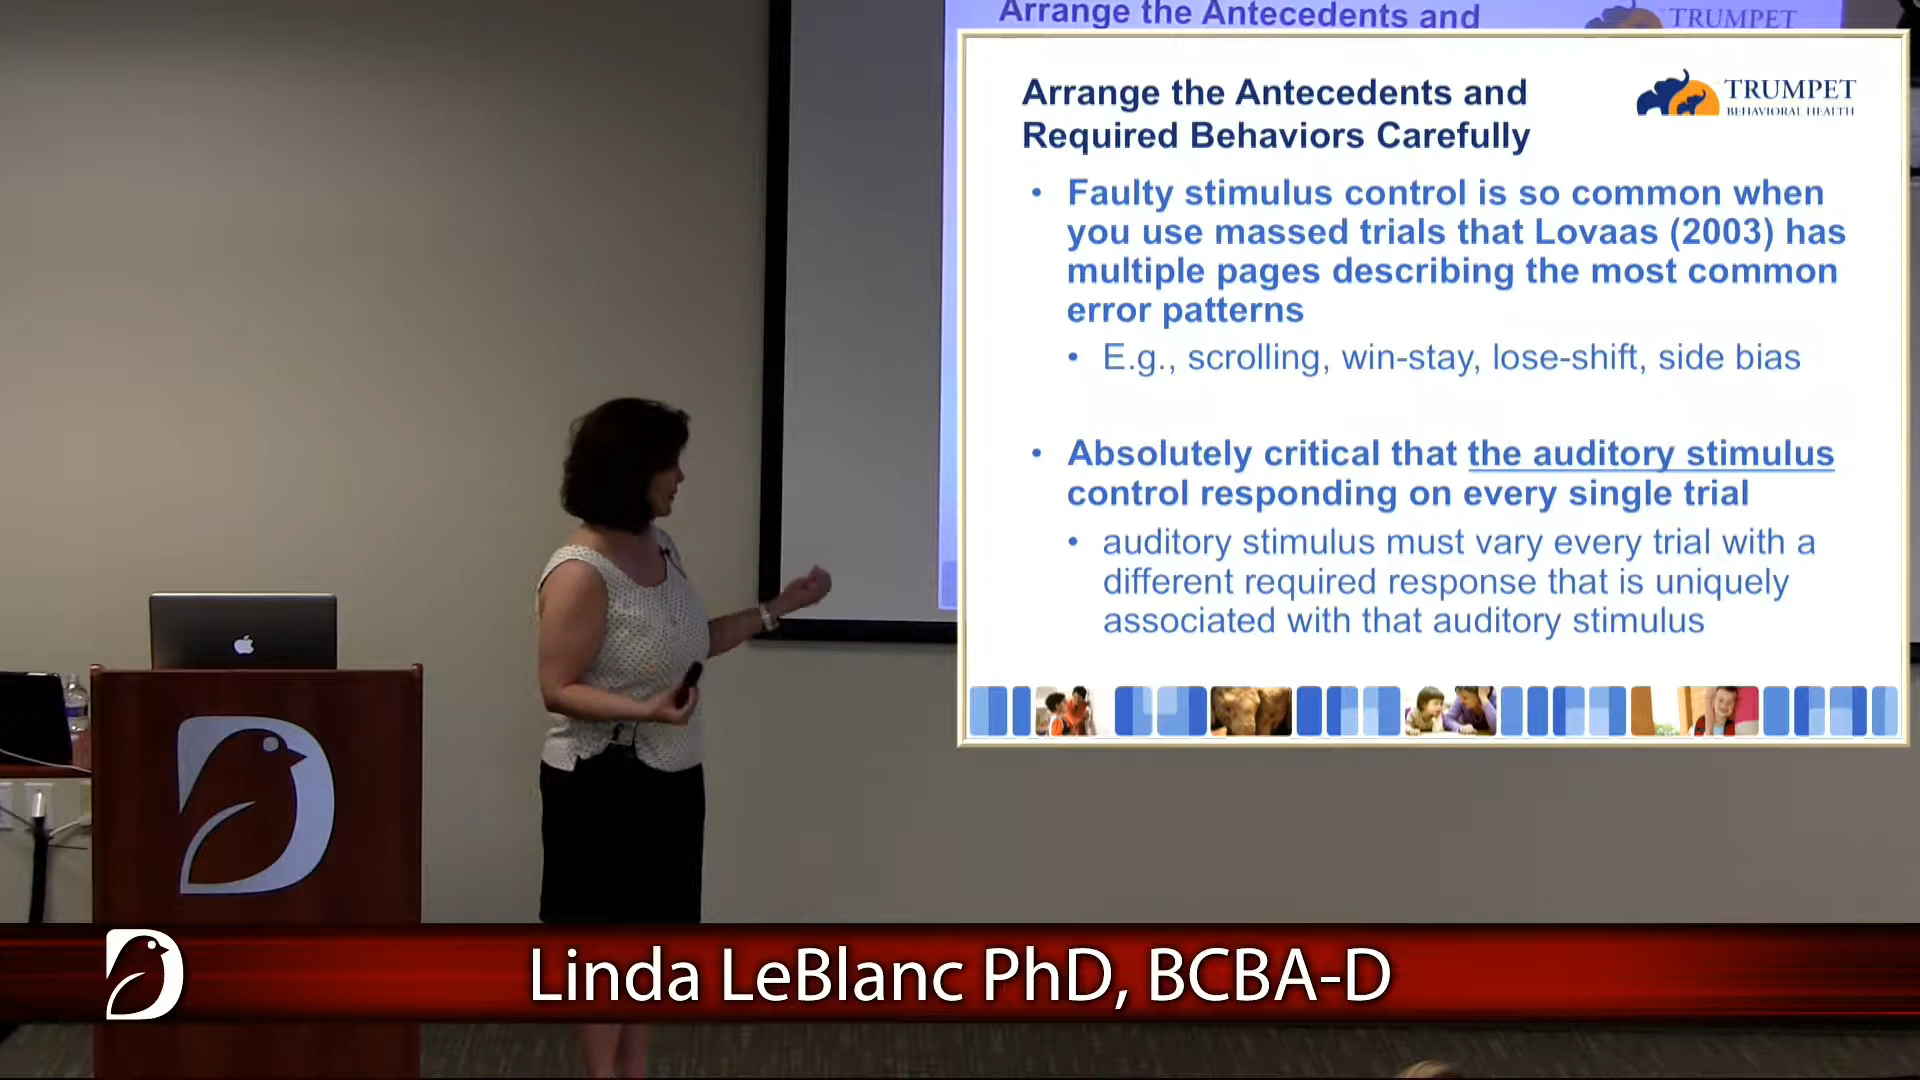 Arrange the Antecedents and
TRUMPET
Arrange the Antecedents and
Required Behaviors Carefully
TRUMPET
BEHAVIORAL HEALTH
• Faulty stimulus control is so common when
you use massed trials that Lovaas (2003) has
multiple pages describing the most common
error patterns
• E.g., scrolling, win-stay, lose-shift, side bias
• Absolutely critical that the auditory stimulus
control responding on every single trial
• auditory stimulus must vary every trial with a
different required response that is uniquely
associated with that auditory stimulus
Linda LeBlanc PhD, BCBA-D